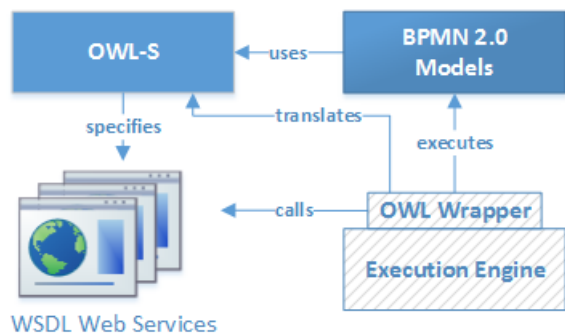 OWL-S
uses
BPMN 2.0
Models
specifies
translates
executes
calls
OWL Wrapper
Execution Engine
WSDL Web Services